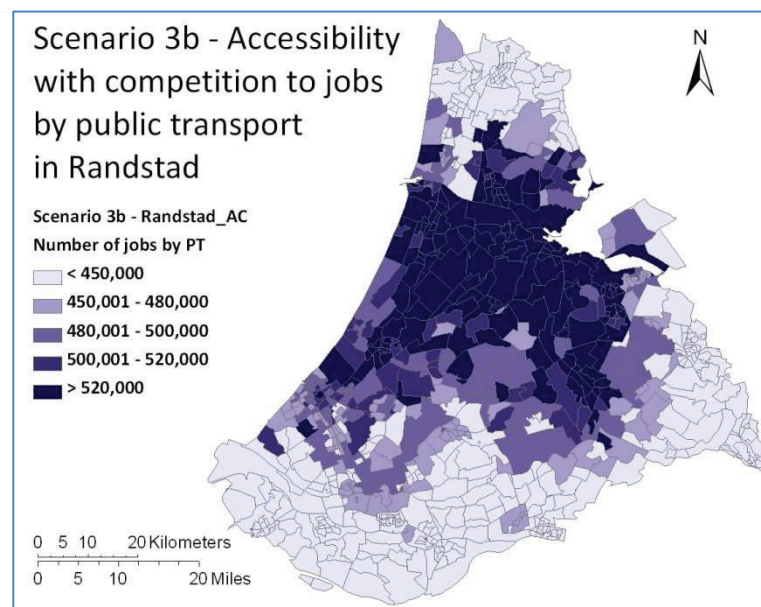 Scenario 3b - Accessibility
with competition to jobs
by public transport
in Randstad
N
Scenario 3b - Randstad_AC
Number of jobs by PT
< 450,000
450,001 - 480,000
480,001 - 500,000
500,001 - 520,000
> 520,000
0 5 10 20 Kilometers
0 5 10 20 Miles